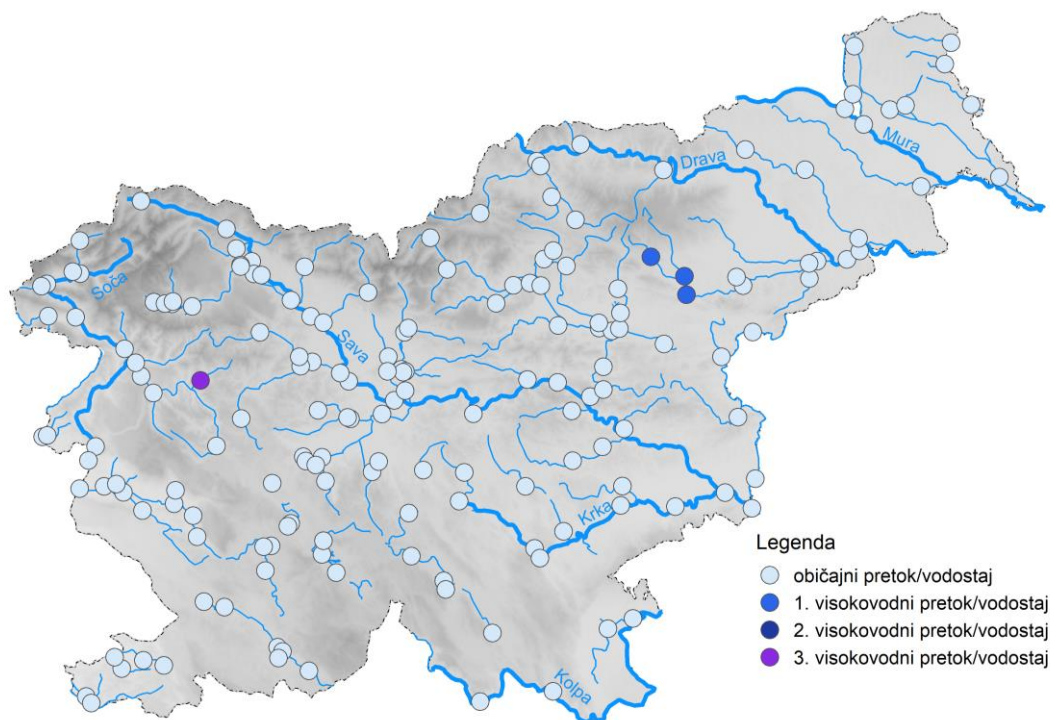 Mura
Drava
Soča
Sava
Krka
Kolpa
Legenda
običajni pretok/vodostaj
1. visokovodni pretok/vodostaj
2. visokovodni pretok/vodostaj
3. visokovodni pretok/vodostaj